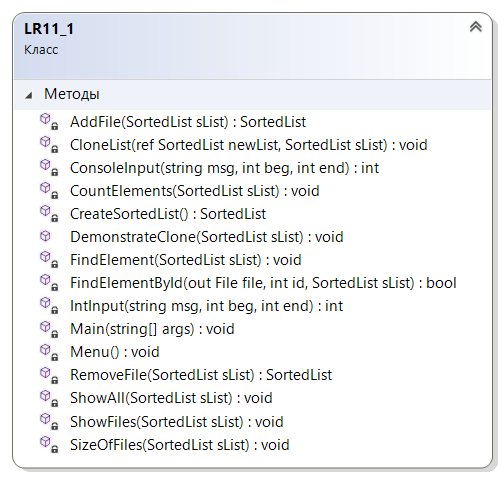 LR11_1
Класс
Методы
AddFile(SortedList sList) : SortedList
CloneList(ref SortedList newList, SortedList sList) : void
ConsoleInput(string msg, int beg, int end) : int
CountElements(SortedList sList) : void
CreateSortedList() : SortedList
DemonstrateClone(SortedList sList) : void
FindElement(SortedList sList) : void
FindElementById(out File file, int id, SortedList sList) : bool
IntInput(string msg, int beg, int end) : int
Main(string[] args) : void
Menu() : void
RemoveFile(SortedList sList) : SortedList
ShowAll(SortedList sList) : void
ShowFiles(SortedList sList) : void
SizeOfFiles(SortedList sList) : void